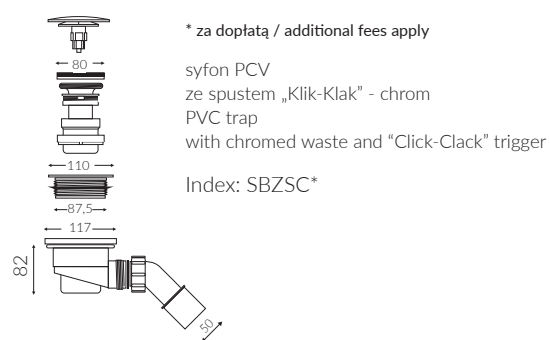 * za dopłatą / additional fees apply
syfon PCV
ze spustem „Klik-Klak” - chrom
PVC trap
with chromed waste and “Click-Clack” trigger
Index: SBZSC*
80
110
87,5
117
82
50